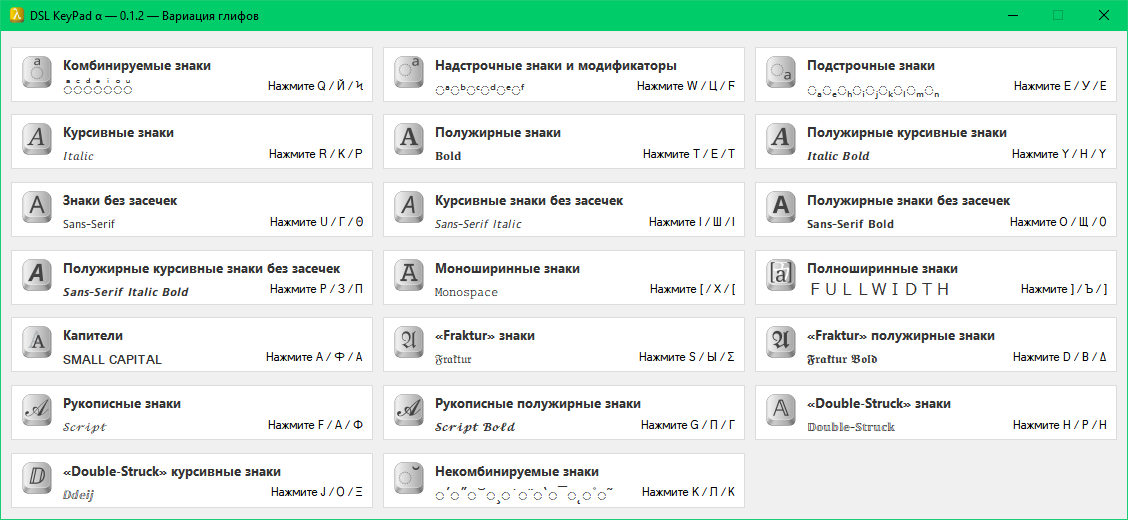 DSL KeyPad α — 0.1.2 — Вариация глифов
Комбинируемые знаки
◌ͣ◌ͨ◌ͩ◌ͤ◌ͥ◌ͦ◌ͧ Нажмите Q / Й / Ϟ
Надстрочные знаки и модификаторы
◌ᵃ◌ᵇ◌ᶜ◌ᵈ◌ᵉ◌ᶠ Нажмите W / Ц / F
Подстрочные знаки
◌ₐ◌ₑ◌ₕ◌ᵢ◌ⱼ◌ₖ◌ₗ◌ₘ◌ₙ Нажмите E / У / E
Курсивные знаки
𝐼𝑡𝑎𝑙𝑖𝑐 Нажмите R / К / P
Полужирные знаки
𝐁𝐨𝐥𝐝 Нажмите T / Е / T
Полужирные курсивные знаки
𝑰𝒕𝒂𝒍𝒊𝒄 𝑩𝒐𝒍𝒅 Нажмите Y / Н / Y
Знаки без засечек
𝖲𝖺𝗇𝗌-𝖲𝖾𝗋𝗂𝖿 Нажмите U / Г / Θ
Курсивные знаки без засечек
𝘚𝘢𝘯𝘴-𝘚𝘦𝘳𝘪𝘧 𝘐𝘵𝘢𝘭𝘪𝘤 Нажмите I / Ш / I
Полужирные знаки без засечек
𝗦𝗮𝗻𝘀-𝗦𝗲𝗿𝗶𝗳 𝗕𝗼𝗹𝗱 Нажмите O / Щ / O
Полужирные курсивные знаки без засечек
𝙎𝙖𝙣𝙨-𝙎𝙚𝙧𝙞𝙛 𝙄𝙩𝙖𝙡𝙞𝙘 𝘽𝙤𝙡𝙙 Нажмите P / З / П
Моноширинные знаки
𝙼𝚘𝚗𝚘𝚜𝚙𝚊𝚌𝚎 Нажмите [ / Х / [
Полноширинные знаки
ＦＵＬＬＷＩＤＴＨ Нажмите ] / Ъ / ]
Капители
SMALL CAPITAL Нажмите A / Ф / A
«Fraktur» знаки
𝔉𝔯𝔞𝔨𝔱𝔲𝔯 Нажмите S / Ы / Σ
«Fraktur» полужирные знаки
𝕱𝖗𝖆𝖐𝖙𝖚𝖗 𝕭𝖔𝖑𝖉 Нажмите D / В / Δ
Рукописные знаки
𝒮𝒸𝓇𝒾𝓅𝓉 Нажмите F / А / Φ
Рукописные полужирные знаки
𝓢𝓬𝓻𝓲𝓹𝓽 𝓑𝓸𝓵𝓭 Нажмите G / П / Γ
«Double-Struck» знаки
𝔻𝕠𝕦𝕓𝕝𝕖-𝕊𝕥𝕣𝕦𝕔𝕜 Нажмите H / Р / H
«Double-Struck» курсивные знаки
ⅅⅆⅇⅈⅉ Нажмите J / О / Ξ
Некомбинируемые знаки
Нажмите K / Л / K